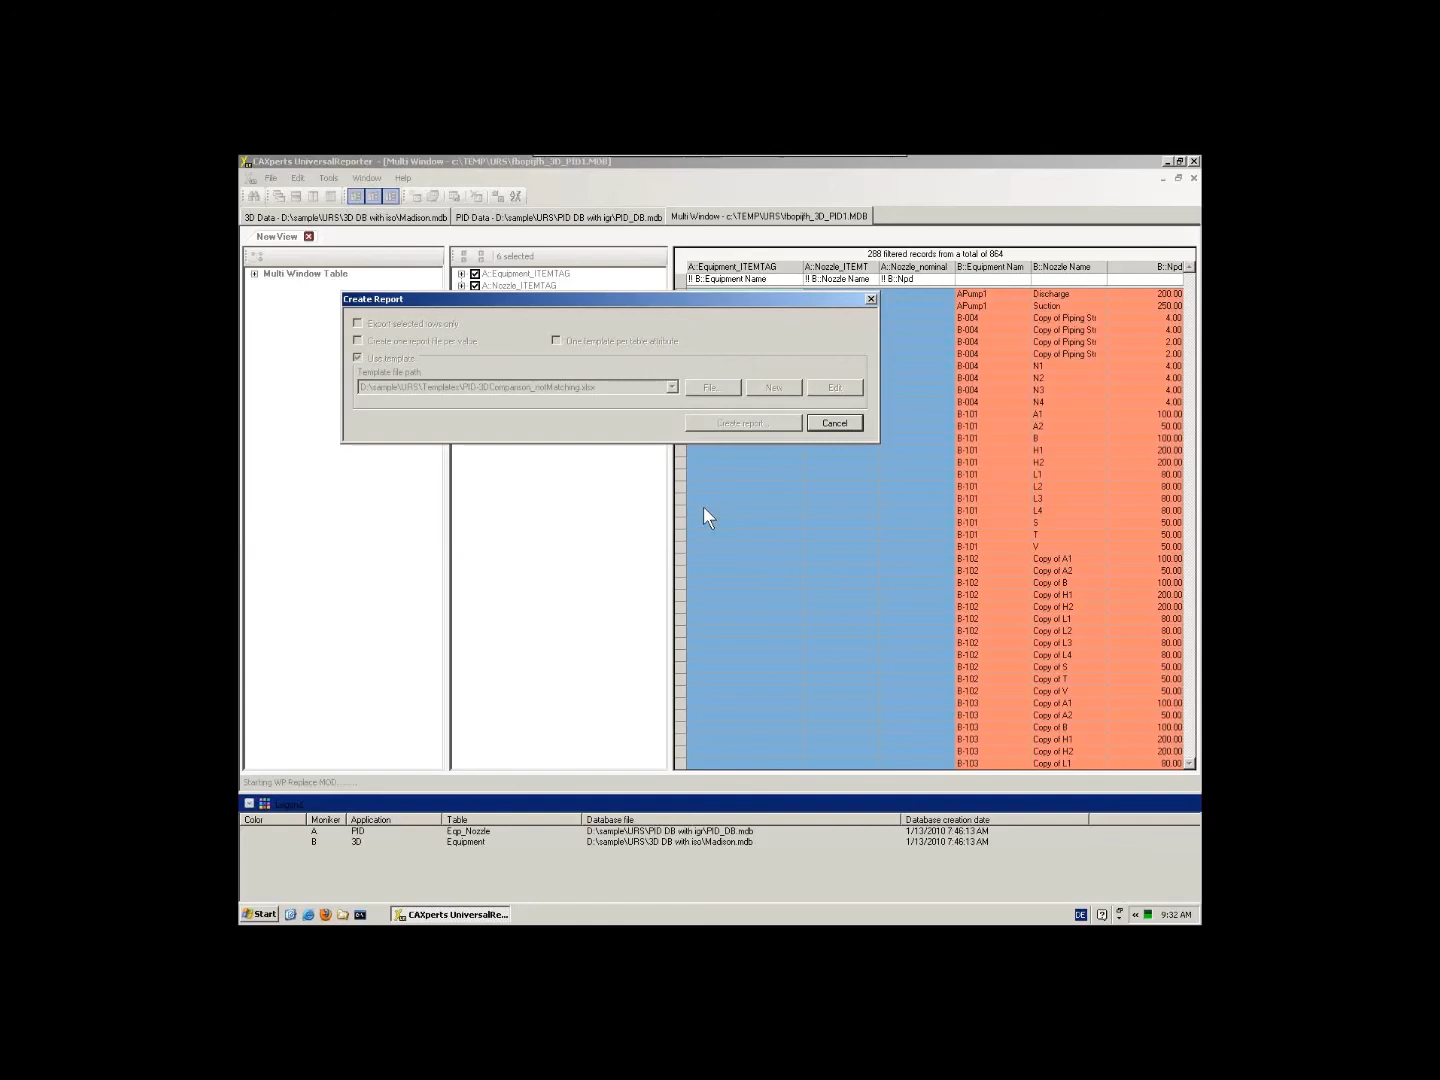 CAXperts UniversalReporter - [Multi Window - c:\TEMP\URS\fbopijfh_3D_PID1.MDB]
File Edit Tools Window Help
3D Data - D:\sample\URS\3D DB with iso\Madison.mdb PID Data - D:\sample\URS\PID DB with igr\PID_DB.mdb Multi Window - c:\TEMP\URS\fbopijfh_3D_PID1.MDB
New View
6 selected
288 filtered records from a total of 864
Multi Window Table
A::Equipment_ITEMTAG
A::Nozzle_ITEMTAG
A::Equipment_ITEMTAG A::Nozzle_ITEMT A::Nozzle_nominal B::Equipment Nam B::Nozzle Name B::Npd
!! B::Equipment Name !! B::Nozzle Name !! B::Npd
Create Report
Export selected rows only
Create one report file per value One template per table attribute
Use template
Template file path
D:\sample\URS\Templates\PID-3DComparison_notMatching.xlsx File... New Edit
Create report... Cancel
APump1 Discharge 200.00
APump1 Suction 250.00
B-004 Copy of Piping Str 4.00
B-004 Copy of Piping Str 4.00
B-004 Copy of Piping Str 2.00
B-004 Copy of Piping Str 2.00
B-004 N1 4.00
B-004 N2 4.00
B-004 N3 4.00
B-004 N4 4.00
B-101 A1 100.00
B-101 A2 50.00
B-101 B 100.00
B-101 H1 200.00
B-101 H2 200.00
B-101 L1 80.00
B-101 L2 80.00
B-101 L3 80.00
B-101 L4 80.00
B-101 S 50.00
B-101 T 50.00
B-101 V 50.00
B-102 Copy of A1 100.00
B-102 Copy of A2 50.00
B-102 Copy of B 100.00
B-102 Copy of H1 200.00
B-102 Copy of H2 200.00
B-102 Copy of L1 80.00
B-102 Copy of L2 80.00
B-102 Copy of L3 80.00
B-102 Copy of L4 80.00
B-102 Copy of S 50.00
B-102 Copy of T 50.00
B-102 Copy of V 50.00
B-103 Copy of A1 100.00
B-103 Copy of A2 50.00
B-103 Copy of B 100.00
B-103 Copy of H1 200.00
B-103 Copy of H2 200.00
B-103 Copy of L1 80.00
Starting WP Replace MOD..........
Legend
Color Moniker Application Table Database file Database creation date
A PID Eqp_Nozzle D:\sample\URS\PID DB with igr\PID_DB.mdb 1/13/2010 7:46:13 AM
B 3D Equipment D:\sample\URS\3D DB with iso\Madison.mdb 1/13/2010 7:46:13 AM
Start CAXperts UniversalRe... DE 9:32 AM